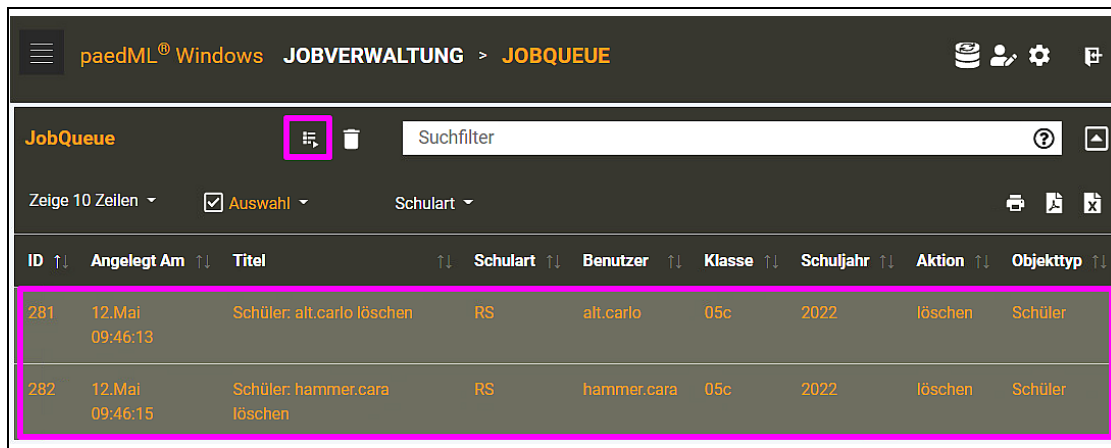 paedML® Windows JOBVERWALTUNG > JOBQUEUE
JobQueue Suchfilter
Zeige 10 Zeilen Auswahl Schulart
ID Angelegt Am Titel Schulart Benutzer Klasse Schuljahr Aktion Objekttyp
281 12.Mai Schüler: alt.carlo löschen RS alt.carlo 05c 2022 löschen Schüler
09:46:13
282 12.Mai Schüler: hammer.cara RS hammer.cara 05c 2022 löschen Schüler
09:46:15 löschen